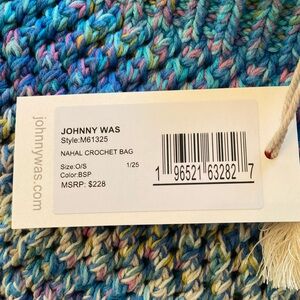 JOHNNY WAS
Style:M61325
NAHAL CROCHET BAG
Size:O/S 1/25
Color:BSP
MSRP: $228
1 96521 63282 7
johnnywas.com